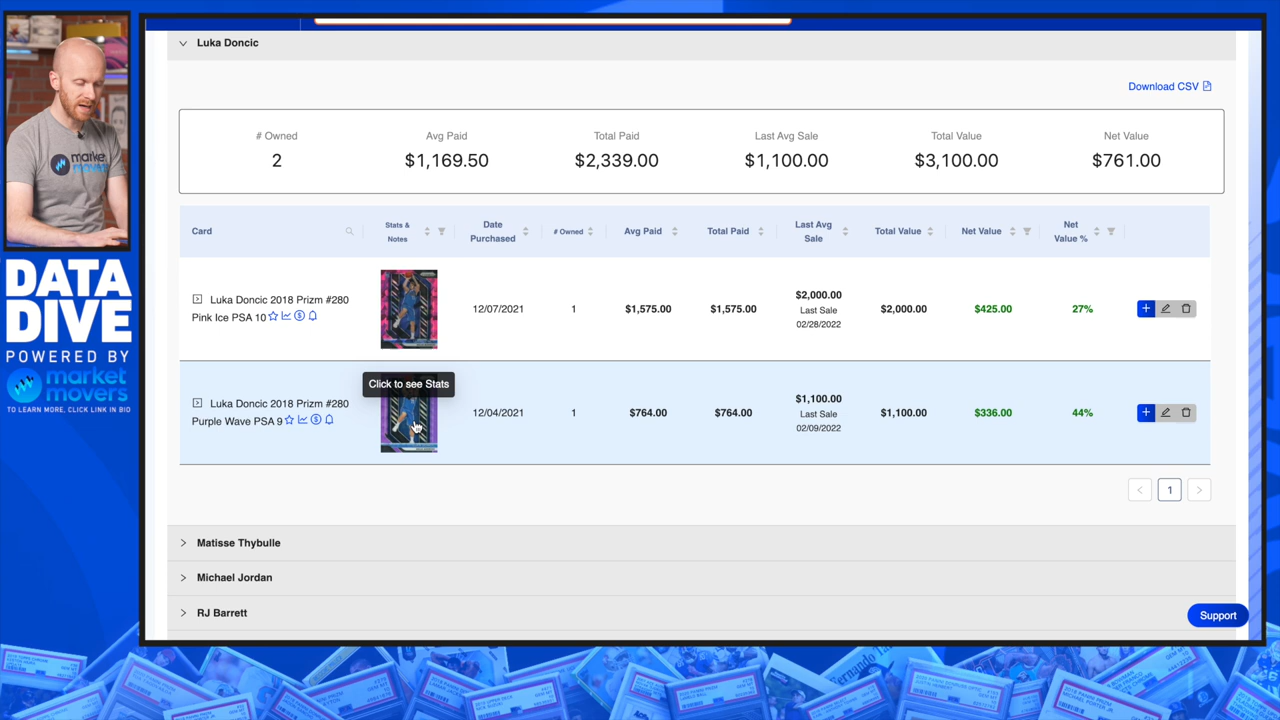 Luka Doncic
Download CSV
# Owned
2
Avg Paid
$1,169.50
Total Paid
$2,339.00
Last Avg Sale
$1,100.00
Total Value
$3,100.00
Net Value
$761.00
Card
Stats &
Notes
Date
Purchased
# Owned
Avg Paid
Total Paid
Last Avg
Sale
Total Value
Net Value
Net
Value %
Luka Doncic 2018 Prizm #280
Pink Ice PSA 10
12/07/2021
1
$1,575.00
$1,575.00
$2,000.00
Last Sale
02/28/2022
$2,000.00
$425.00
27%
Click to see Stats
Luka Doncic 2018 Prizm #280
Purple Wave PSA 9
12/04/2021
1
$764.00
$764.00
$1,100.00
Last Sale
02/09/2022
$1,100.00
$336.00
44%
1
Matisse Thybulle
Michael Jordan
RJ Barrett
Support
market
movers
DATA
DIVE
POWERED BY
market
movers
TO LEARN MORE, CLICK LINK IN BIO